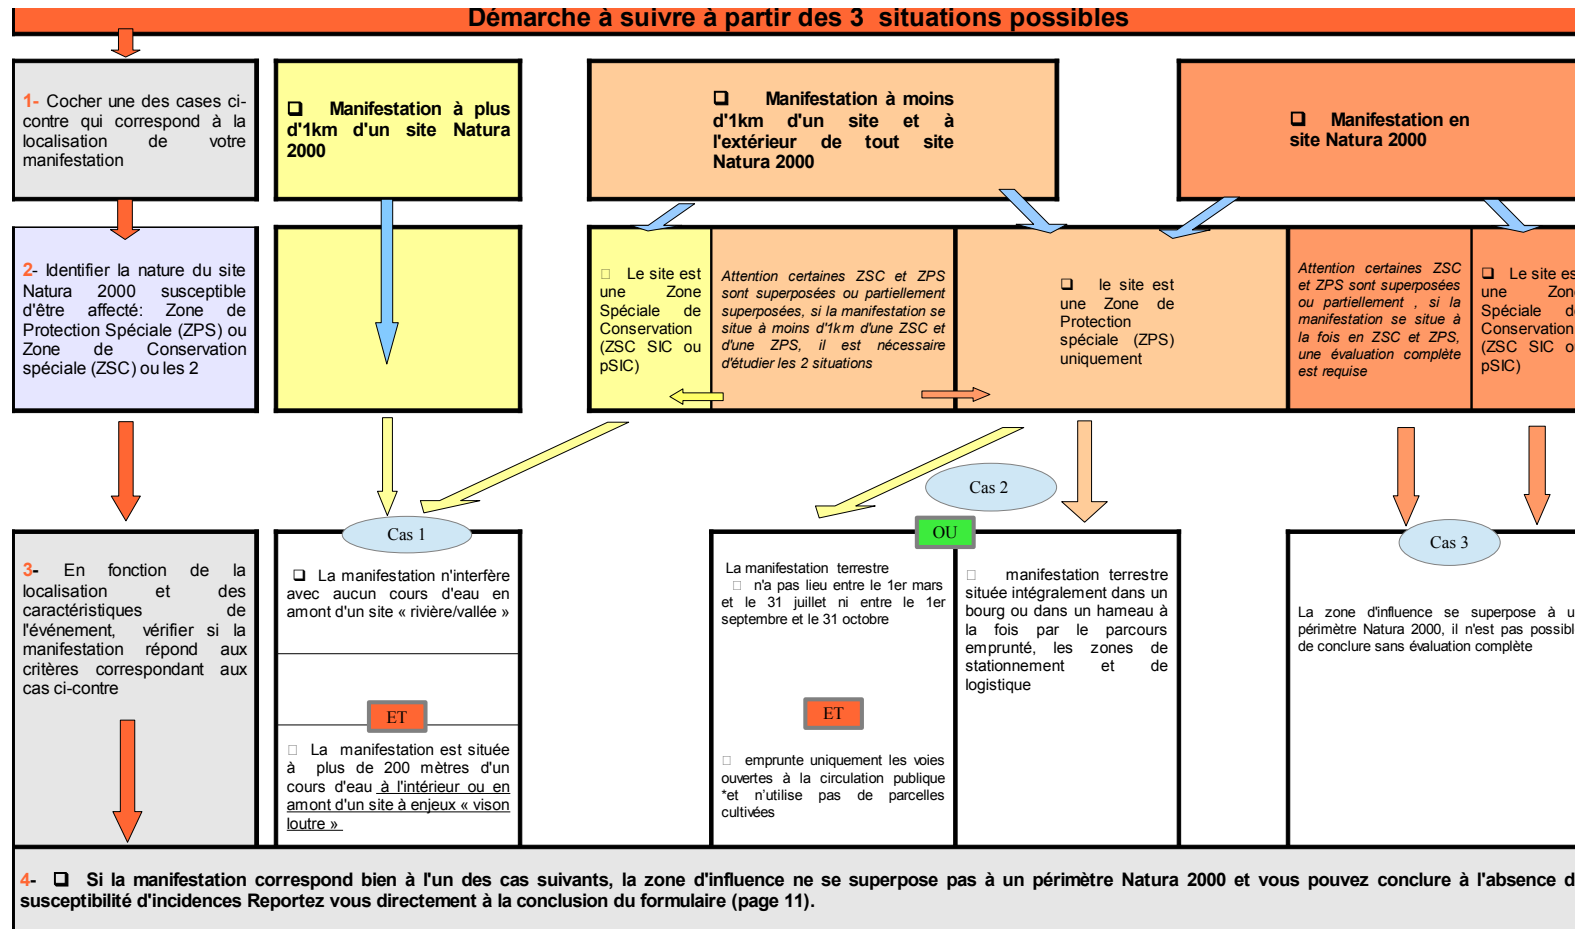 Démarche à suivre à partir des 3 situations possibles
1- Cocher une des cases ci-
contre qui correspond à la
localisation de votre
manifestation
❑ Manifestation à plus
d'1km d'un site Natura
2000
❑ Manifestation à moins
d'1km d'un site et à
l'extérieur de tout site
Natura 2000
❑ Manifestation en
site Natura 2000
2- Identifier la nature du site
Natura 2000 susceptible
d'être affecté: Zone de
Protection Spéciale (ZPS) ou
Zone de Conservation
spéciale (ZSC) ou les 2
□ Le site est
une Zone
Spéciale de
Conservation
(ZSC SIC ou
pSIC)
Attention certaines ZSC et ZPS
sont superposées ou partiellement
superposées, si la manifestation se
situe à moins d'1km d'une ZSC et
d'une ZPS, il est nécessaire
d'étudier les 2 situations
❑ le site est
une Zone de
Protection
spéciale (ZPS)
uniquement
Attention certaines ZSC
et ZPS sont superposées
ou partiellement , si la
manifestation se situe à
la fois en ZSC et ZPS,
une évaluation complète
est requise
❑ Le site es
une Zon
Spéciale d
Conservation
(ZSC SIC o
pSIC)
Cas 2
Cas 1
OU
Cas 3
3- En fonction de la
localisation et des
caractéristiques de
l'événement, vérifier si la
manifestation répond aux
critères correspondant aux
cas ci-contre
❑ La manifestation n'interfère
avec aucun cours d'eau en
amont d'un site « rivière/vallée »
ET
□ La manifestation est située
à plus de 200 mètres d'un
cours d'eau à l'intérieur ou en
amont d'un site à enjeux « vison
loutre »
La manifestation terrestre
□ n'a pas lieu entre le 1er mars
et le 31 juillet ni entre le 1er
septembre et le 31 octobre
ET
□ emprunte uniquement les voies
ouvertes à la circulation publique
*et n'utilise pas de parcelles
cultivées
□ manifestation terrestre
située intégralement dans un
bourg ou dans un hameau à
la fois par le parcours
emprunté, les zones de
stationnement et de
logistique
La zone d'influence se superpose à u
périmètre Natura 2000, il n'est pas possibl
de conclure sans évaluation complète
4- ❑ Si la manifestation correspond bien à l'un des cas suivants, la zone d'influence ne se superpose pas à un périmètre Natura 2000 et vous pouvez conclure à l'absence d
susceptibilité d'incidences Reportez vous directement à la conclusion du formulaire (page 11).